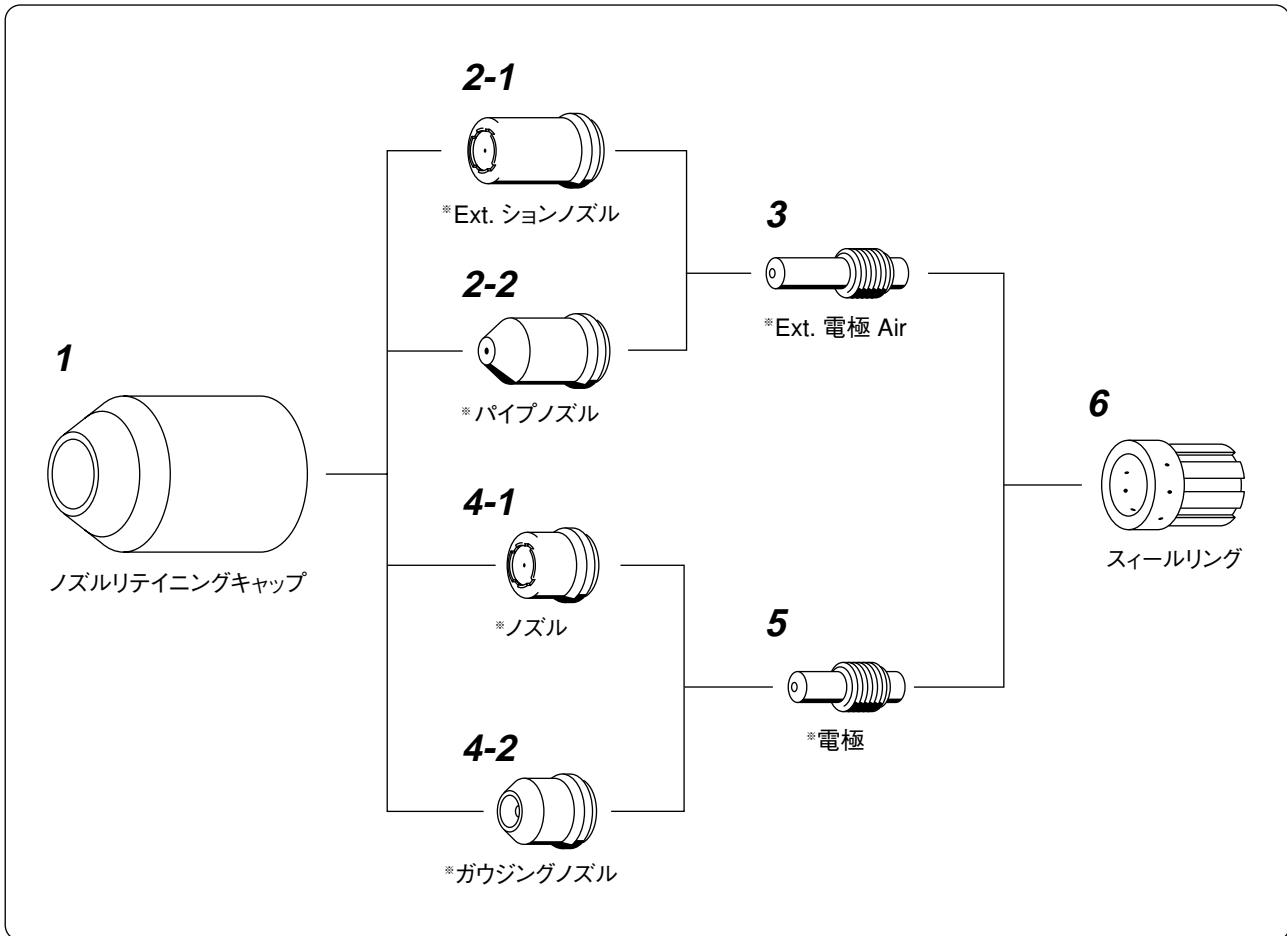 2-1
※Ext. ションノズル
3
※Ext. 電極 Air
2-2
※パイプノズル
1
ノズルリテイニングキャップ
6
スィールリング
4-1
※ノズル
5
※電極
4-2
※ガウジングノズル